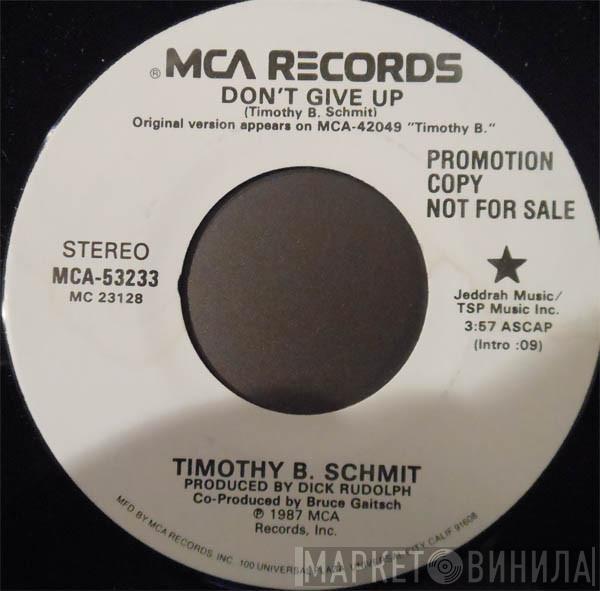 ® MCA RECORDS
DON'T GIVE UP
(Timothy B. Schmit)
Original version appears on MCA-42049 "Timothy B."
PROMOTION
COPY
NOT FOR SALE
STEREO
MCA-53233
MC 23128
★
Jeddrah Music/
TSP Music Inc.
3:57 ASCAP
(Intro :09)
TIMOTHY B. SCHMIT
PRODUCED BY DICK RUDOLPH
Co-Produced by Bruce Gaitsch
℗ 1987 MCA
Records, Inc.
MFD BY MCA RECORDS INC. 100 UNIVERSAL PLAZA, UNIVERSAL CITY CALIF 91608
МАРКЕТ ВИНИЛА